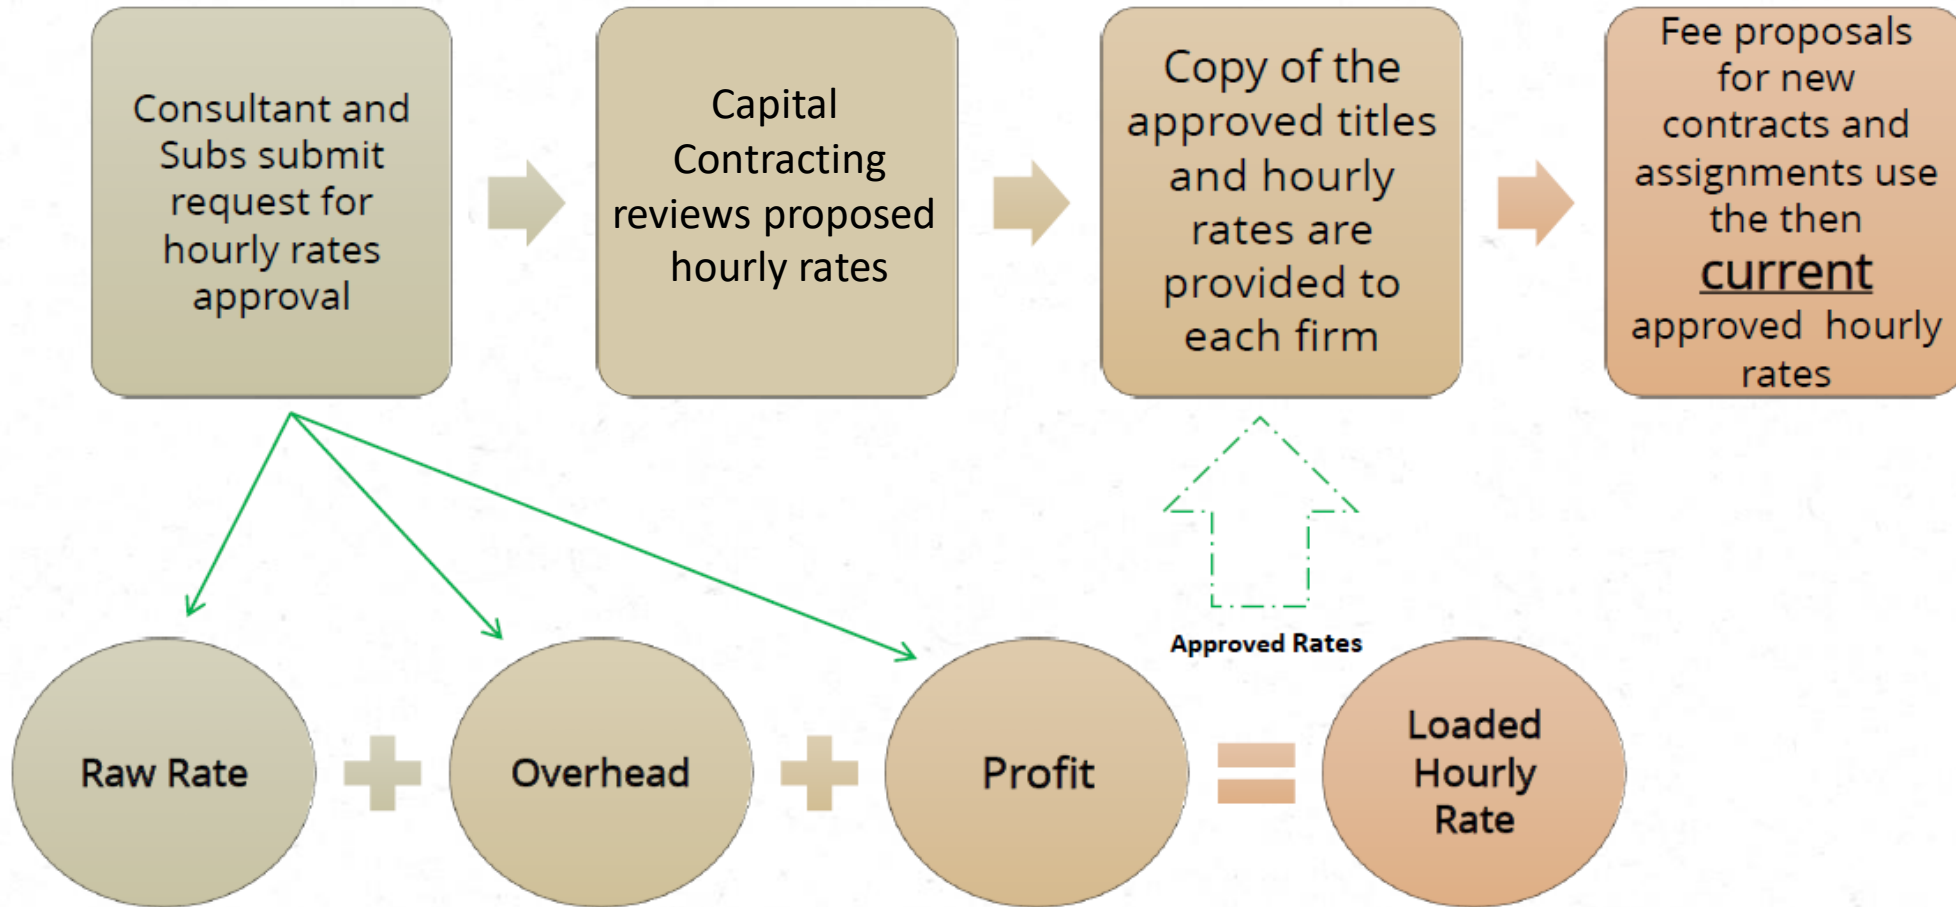 Consultant and
Subs submit
request for
hourly rates
approval
Capital
Contracting
reviews proposed
hourly rates
Copy of the
approved titles
and hourly
rates are
provided to
each firm
Fee proposals
for new
contracts and
assignments use
the then
current
approved hourly
rates
Approved Rates
Raw Rate
Overhead
Profit
Loaded
Hourly
Rate